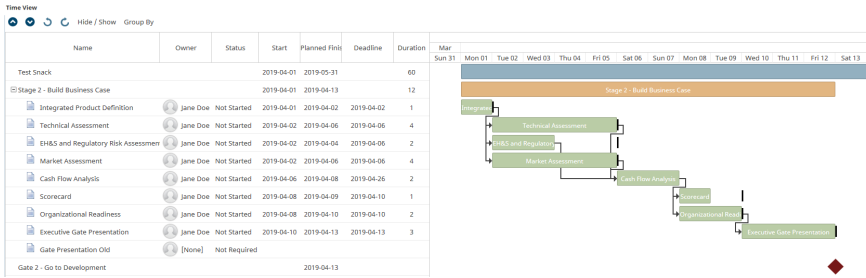 Time View
Hide / Show Group By
Name Owner Status Start Planned Finis Deadline Duration
Mar
Sun 31 Mon 01 Tue 02 Wed 03 Thu 04 Fri 05 Sat 06 Sun 07 Mon 08 Tue 09 Wed 10 Thu 11 Fri 12 Sat 13
Test Snack 2019-04-01 2019-05-31 60
Stage 2 - Build Business Case 2019-04-01 2019-04-13 12 Stage 2 - Build Business Case
Integrated Product Definition Jane Doe Not Started 2019-04-01 2019-04-02 2019-04-02 1 Integrated
Technical Assessment Jane Doe Not Started 2019-04-02 2019-04-06 2019-04-06 4 Technical Assessment
EH&S and Regulatory Risk Assessmen Jane Doe Not Started 2019-04-02 2019-04-04 2019-04-06 2 EH&S and Regulatory
Market Assessment Jane Doe Not Started 2019-04-02 2019-04-06 2019-04-06 4 Market Assessment
Cash Flow Analysis Jane Doe Not Started 2019-04-06 2019-04-08 2019-04-26 2 Cash Flow Analysis
Scorecard Jane Doe Not Started 2019-04-08 2019-04-09 2019-04-10 1 Scorecard
Organizational Readiness Jane Doe Not Started 2019-04-08 2019-04-10 2019-04-10 2 Organizational Readi
Executive Gate Presentation Jane Doe Not Started 2019-04-10 2019-04-13 2019-04-13 3 Executive Gate Presentation
Gate Presentation Old [None] Not Required
Gate 2 - Go to Development 2019-04-13